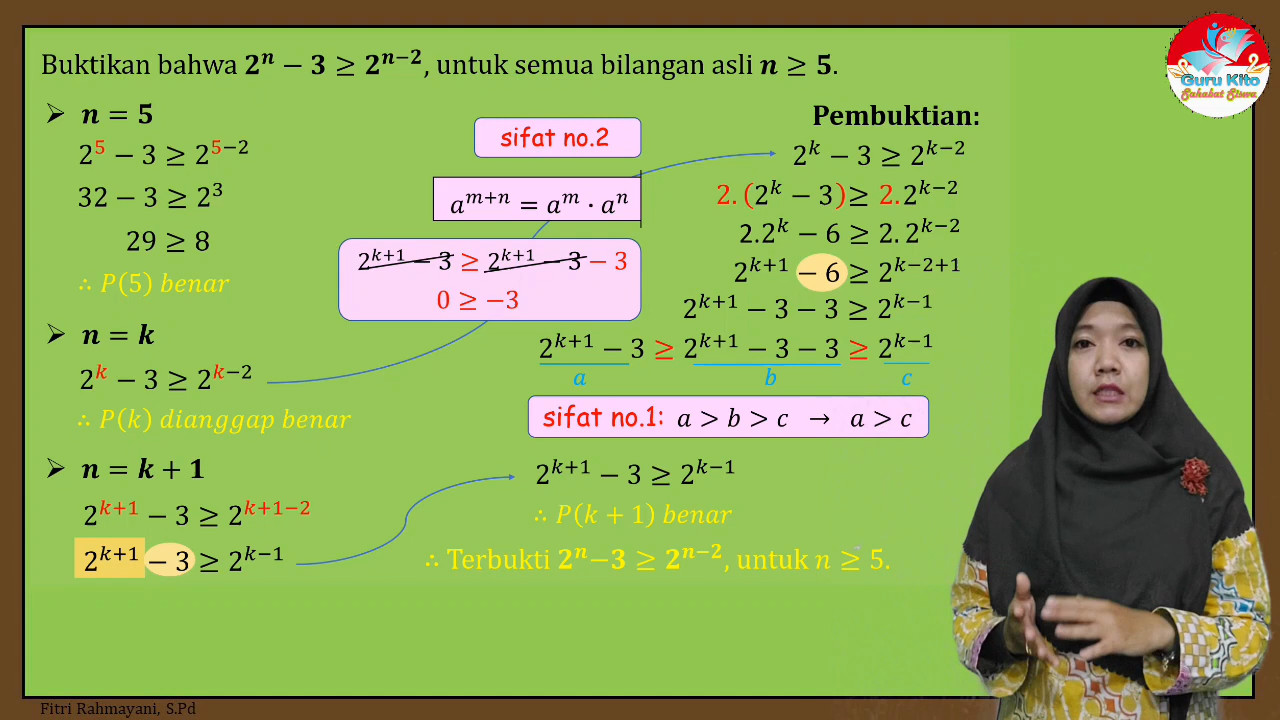 Buktikan bahwa 2ⁿ − 3 ≥ 2ⁿ⁻², untuk semua bilangan asli n ≥ 5.
➢ n = 5
2⁵ − 3 ≥ 2⁵⁻²
32 − 3 ≥ 2³
29 ≥ 8
∴ P(5) benar
➢ n = k
2ᵏ − 3 ≥ 2ᵏ⁻²
∴ P(k) dianggap benar
➢ n = k + 1
2ᵏ⁺¹ − 3 ≥ 2ᵏ⁺¹⁻²
2ᵏ⁺¹ − 3 ≥ 2ᵏ⁻¹
sifat no.2
aᵐ⁺ⁿ = aᵐ · aⁿ
2ᵏ⁺¹ − 3 ≥ 2ᵏ⁺¹ − 3 − 3
0 ≥ −3
Pembuktian:
2ᵏ − 3 ≥ 2ᵏ⁻²
2. (2ᵏ − 3) ≥ 2. 2ᵏ⁻²
2.2ᵏ − 6 ≥ 2. 2ᵏ⁻²
2ᵏ⁺¹ − 6 ≥ 2ᵏ⁻²⁺¹
2ᵏ⁺¹ − 3 − 3 ≥ 2ᵏ⁻¹
2ᵏ⁺¹ − 3 ≥ 2ᵏ⁺¹ − 3 − 3 ≥ 2ᵏ⁻¹
a b c
sifat no.1: a > b > c → a > c
2ᵏ⁺¹ − 3 ≥ 2ᵏ⁻¹
∴ P(k + 1) benar
∴ Terbukti 2ⁿ−3 ≥ 2ⁿ⁻², untuk n ≥ 5.
Guru Kito
Sahabat Siswa
Fitri Rahmayani, S.Pd